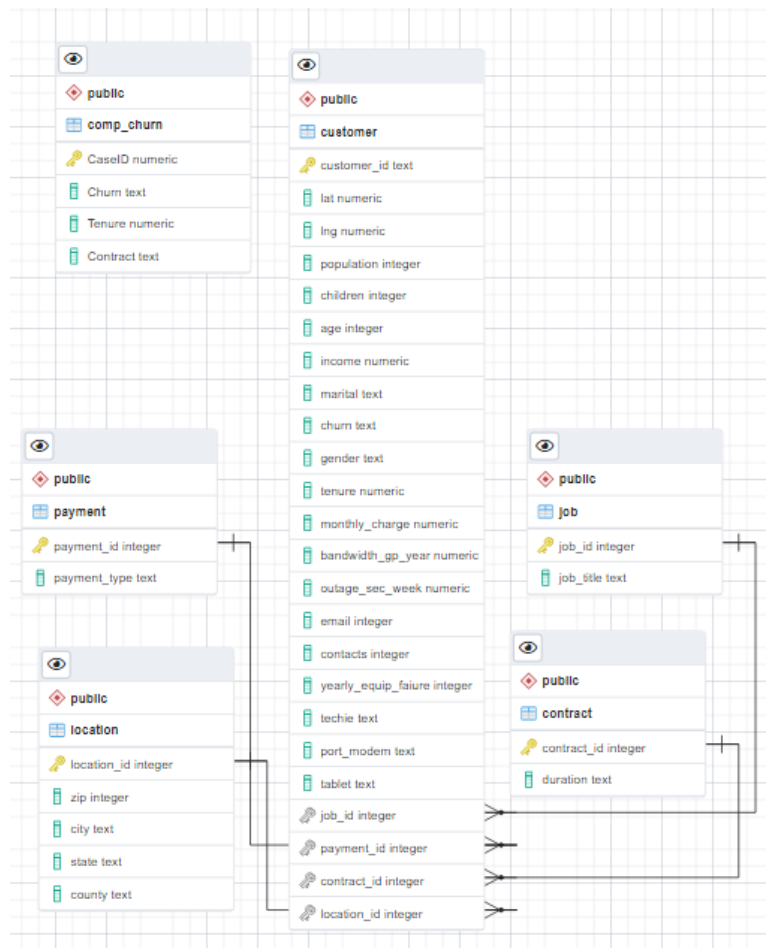 public
comp_churn
CaseID numeric
Churn text
Tenure numeric
Contract text
public
customer
customer_id text
lat numeric
lng numeric
population integer
children integer
age integer
income numeric
marital text
churn text
gender text
tenure numeric
monthly_charge numeric
bandwidth_gp_year numeric
outage_sec_week numeric
email integer
contacts integer
yearly_equip_faiure integer
techie text
port_modem text
tablet text
job_id integer
payment_id integer
contract_id integer
location_id integer
public
payment
payment_id integer
payment_type text
public
location
location_id integer
zip integer
city text
state text
county text
public
job
job_id integer
job_title text
public
contract
contract_id integer
duration text